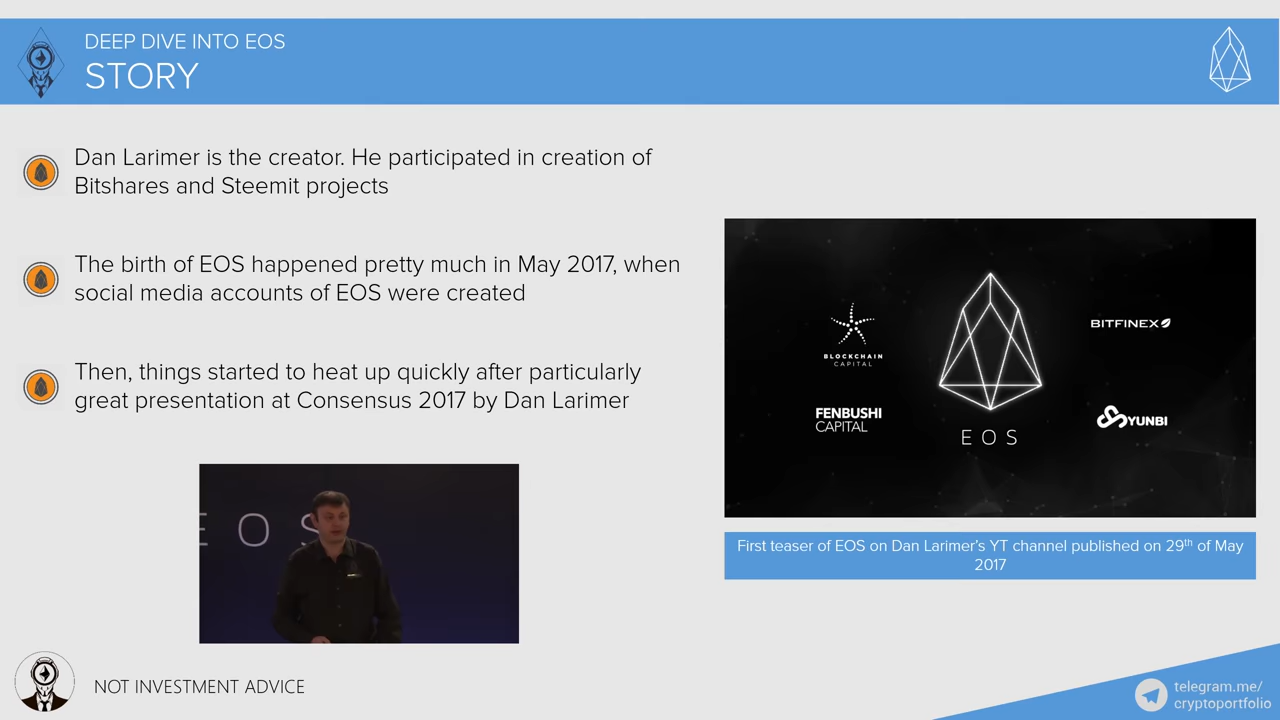 DEEP DIVE INTO EOS
STORY
Dan Larimer is the creator. He participated in creation of
Bitshares and Steemit projects
The birth of EOS happened pretty much in May 2017, when
social media accounts of EOS were created
Then, things started to heat up quickly after particularly
great presentation at Consensus 2017 by Dan Larimer
EOS
BLOCKCHAIN
CAPITAL
BITFINEX
FENBUSHI
CAPITAL
YUNBI
EOS
First teaser of EOS on Dan Larimer's YT channel published on 29th of May
2017
NOT INVESTMENT ADVICE
telegram.me/
cryptoportfolio